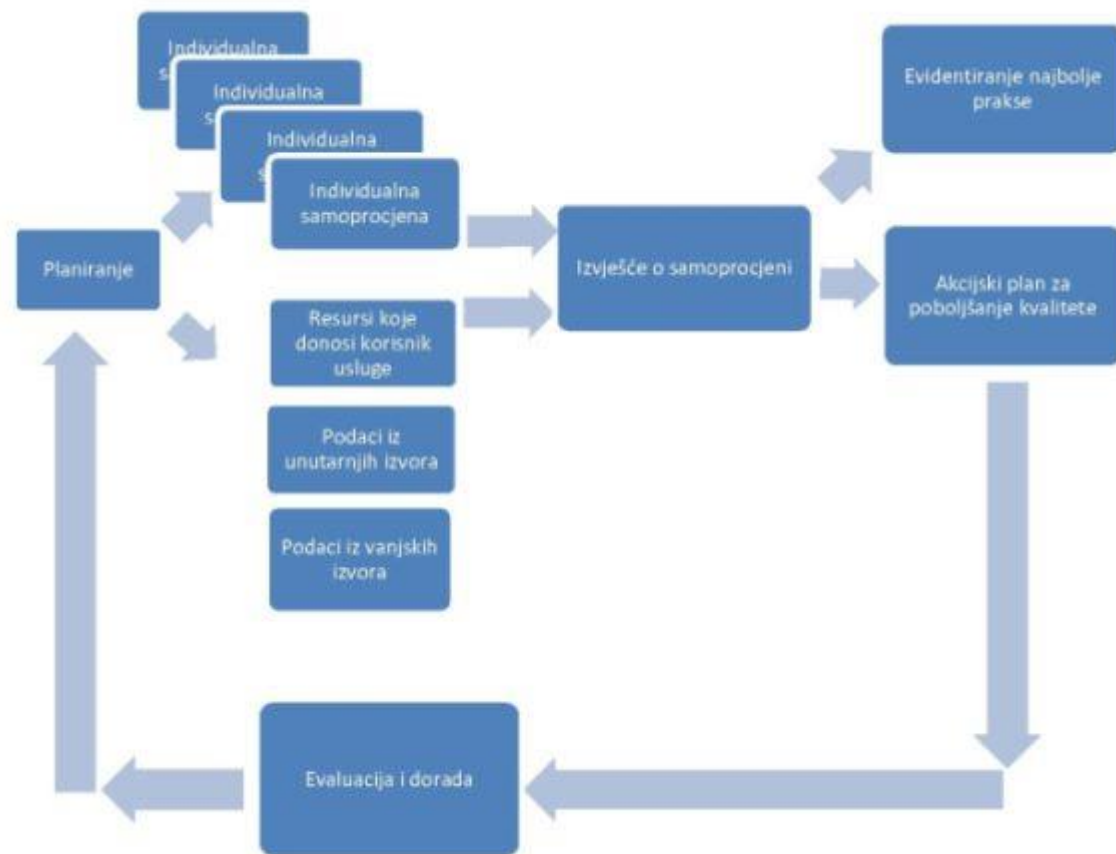 Individualna
Individualna
Individualna
Individualna
samoprocjena
Planiranje
Resursi koje
donosi korisnik
usluge
Podaci iz
unutarnjih izvora
Podaci iz vanjskih
izvora
Izvješće o samoprocjeni
Evidentiranje najbolje
prakse
Akcijski plan za
poboljšanje kvalitete
Evaluacija i dorada